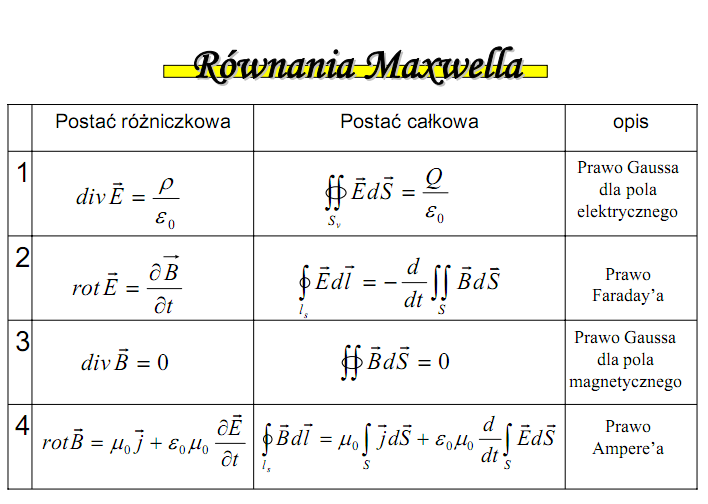 Równania Maxwella
Postać różniczkowa Postać całkowa opis
1 div \vec{E} = \frac{\rho}{\varepsilon_0} \oiint_{S_v} \vec{E} d\vec{S} = \frac{Q}{\varepsilon_0} Prawo Gaussa
dla pola
elektrycznego
2 rot \vec{E} = \frac{\partial \vec{B}}{\partial t} \oint_{l_s} \vec{E} d\vec{l} = -\frac{d}{dt} \iint_{S} \vec{B} d\vec{S} Prawo
Faraday’a
3 div \vec{B} = 0 \oiint \vec{B} d\vec{S} = 0 Prawo Gaussa
dla pola
magnetycznego
4 rot \vec{B} = \mu_0 \vec{j} + \varepsilon_0 \mu_0 \frac{\partial \vec{E}}{\partial t} \oint_{l_s} \vec{B} d\vec{l} = \mu_0 \int_{S} \vec{j} d\vec{S} + \varepsilon_0 \mu_0 \frac{d}{dt} \int_{S} \vec{E} d\vec{S} Prawo
Ampere’a